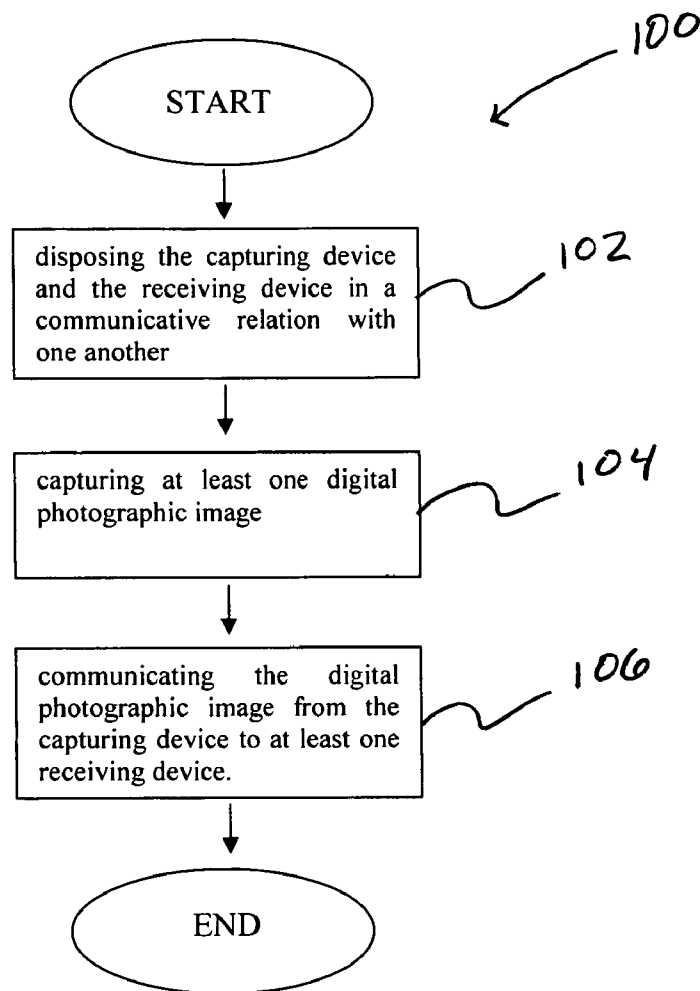 100
START
disposing the capturing device
and the receiving device in a
communicative relation with
one another
102
capturing at least one digital
photographic image
104
communicating the digital
photographic image from the
capturing device to at least one
receiving device.
106
END